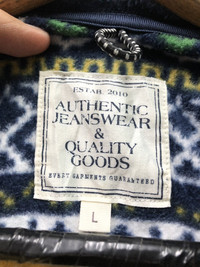 ESTAB. 2010
AUTHENTIC
JEANSWEAR
&
QUALITY
GOODS
EVERY GARMENTS GUARANTEED
L